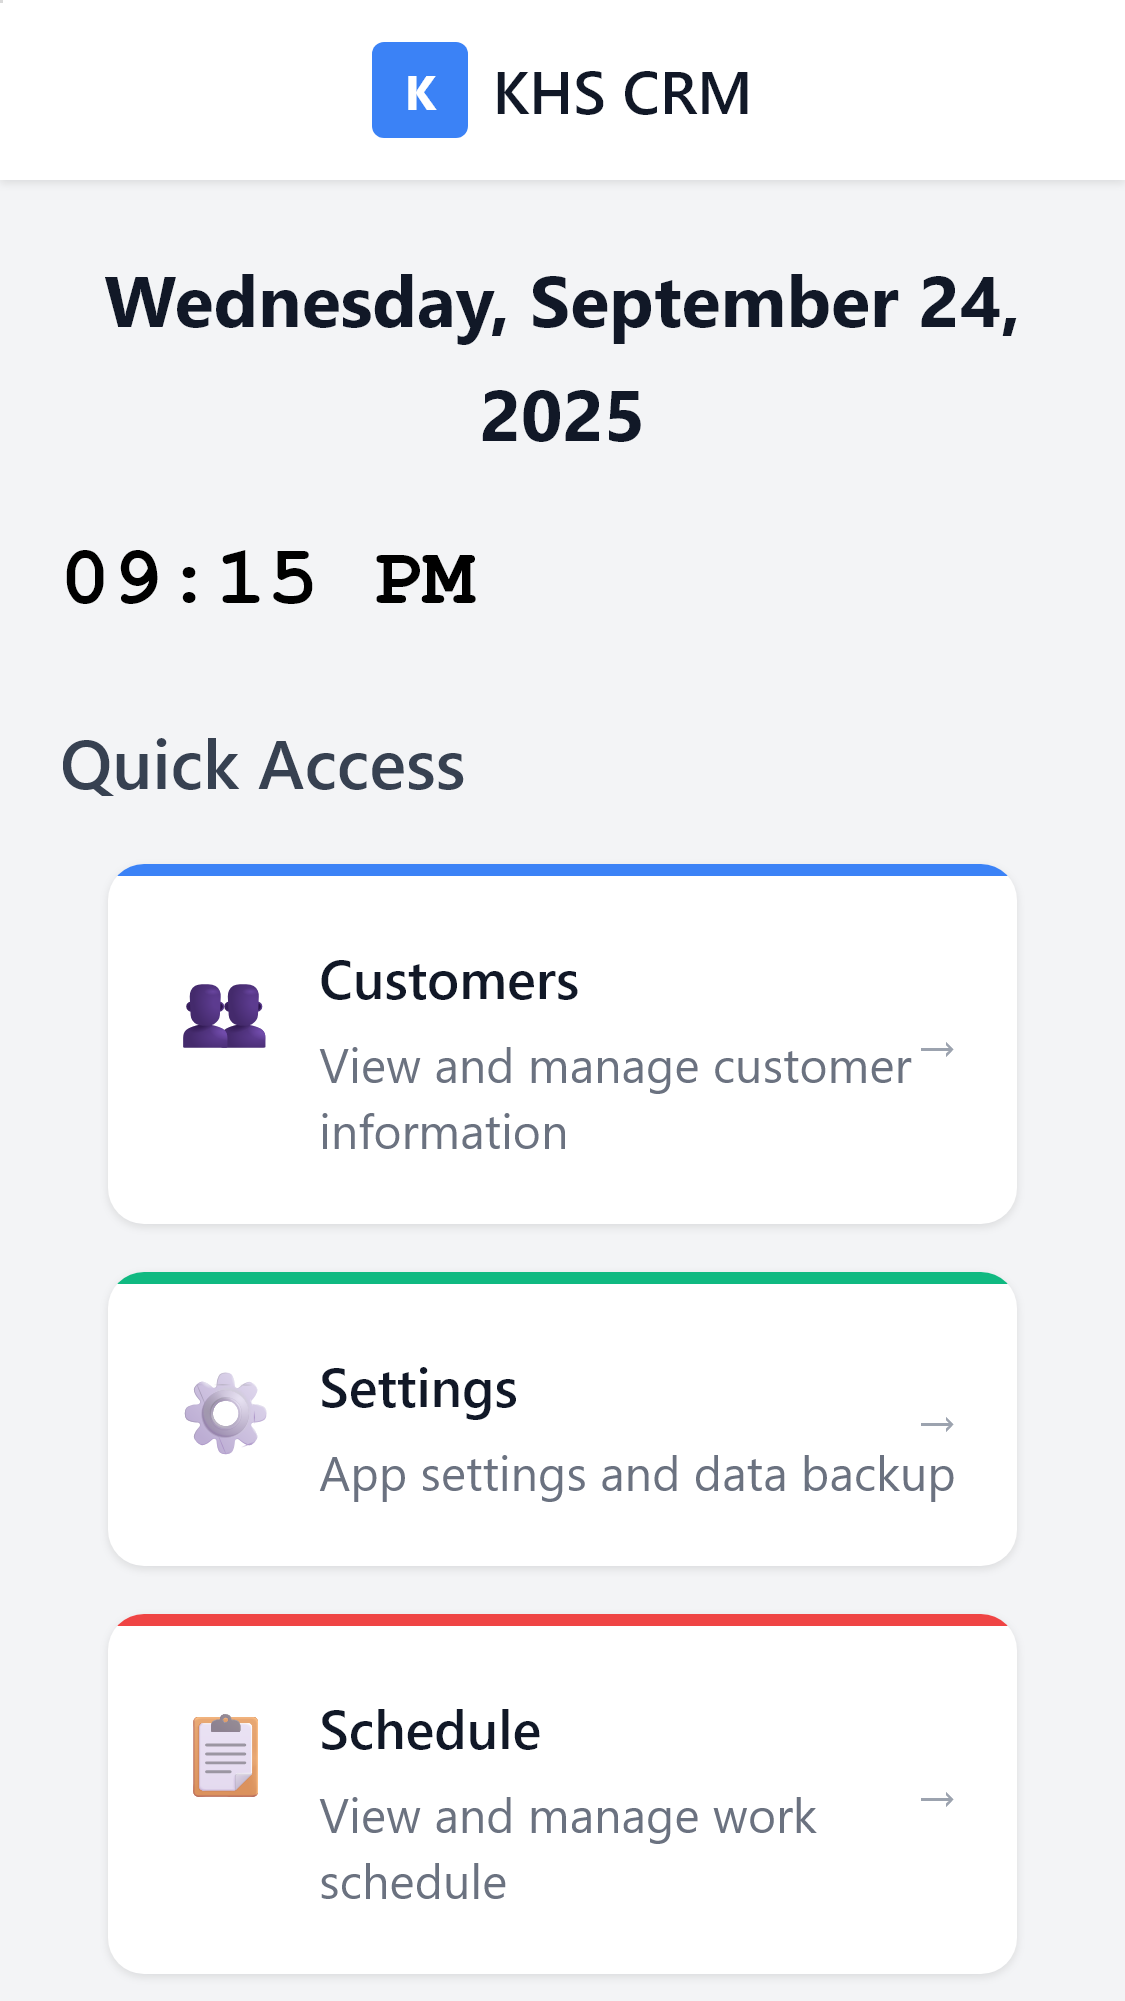 K KHS CRM
Wednesday, September 24,
2025
09:15 PM
Quick Access
Customers
View and manage customer →
information
Settings
→
App settings and data backup
Schedule
→
View and manage work
schedule